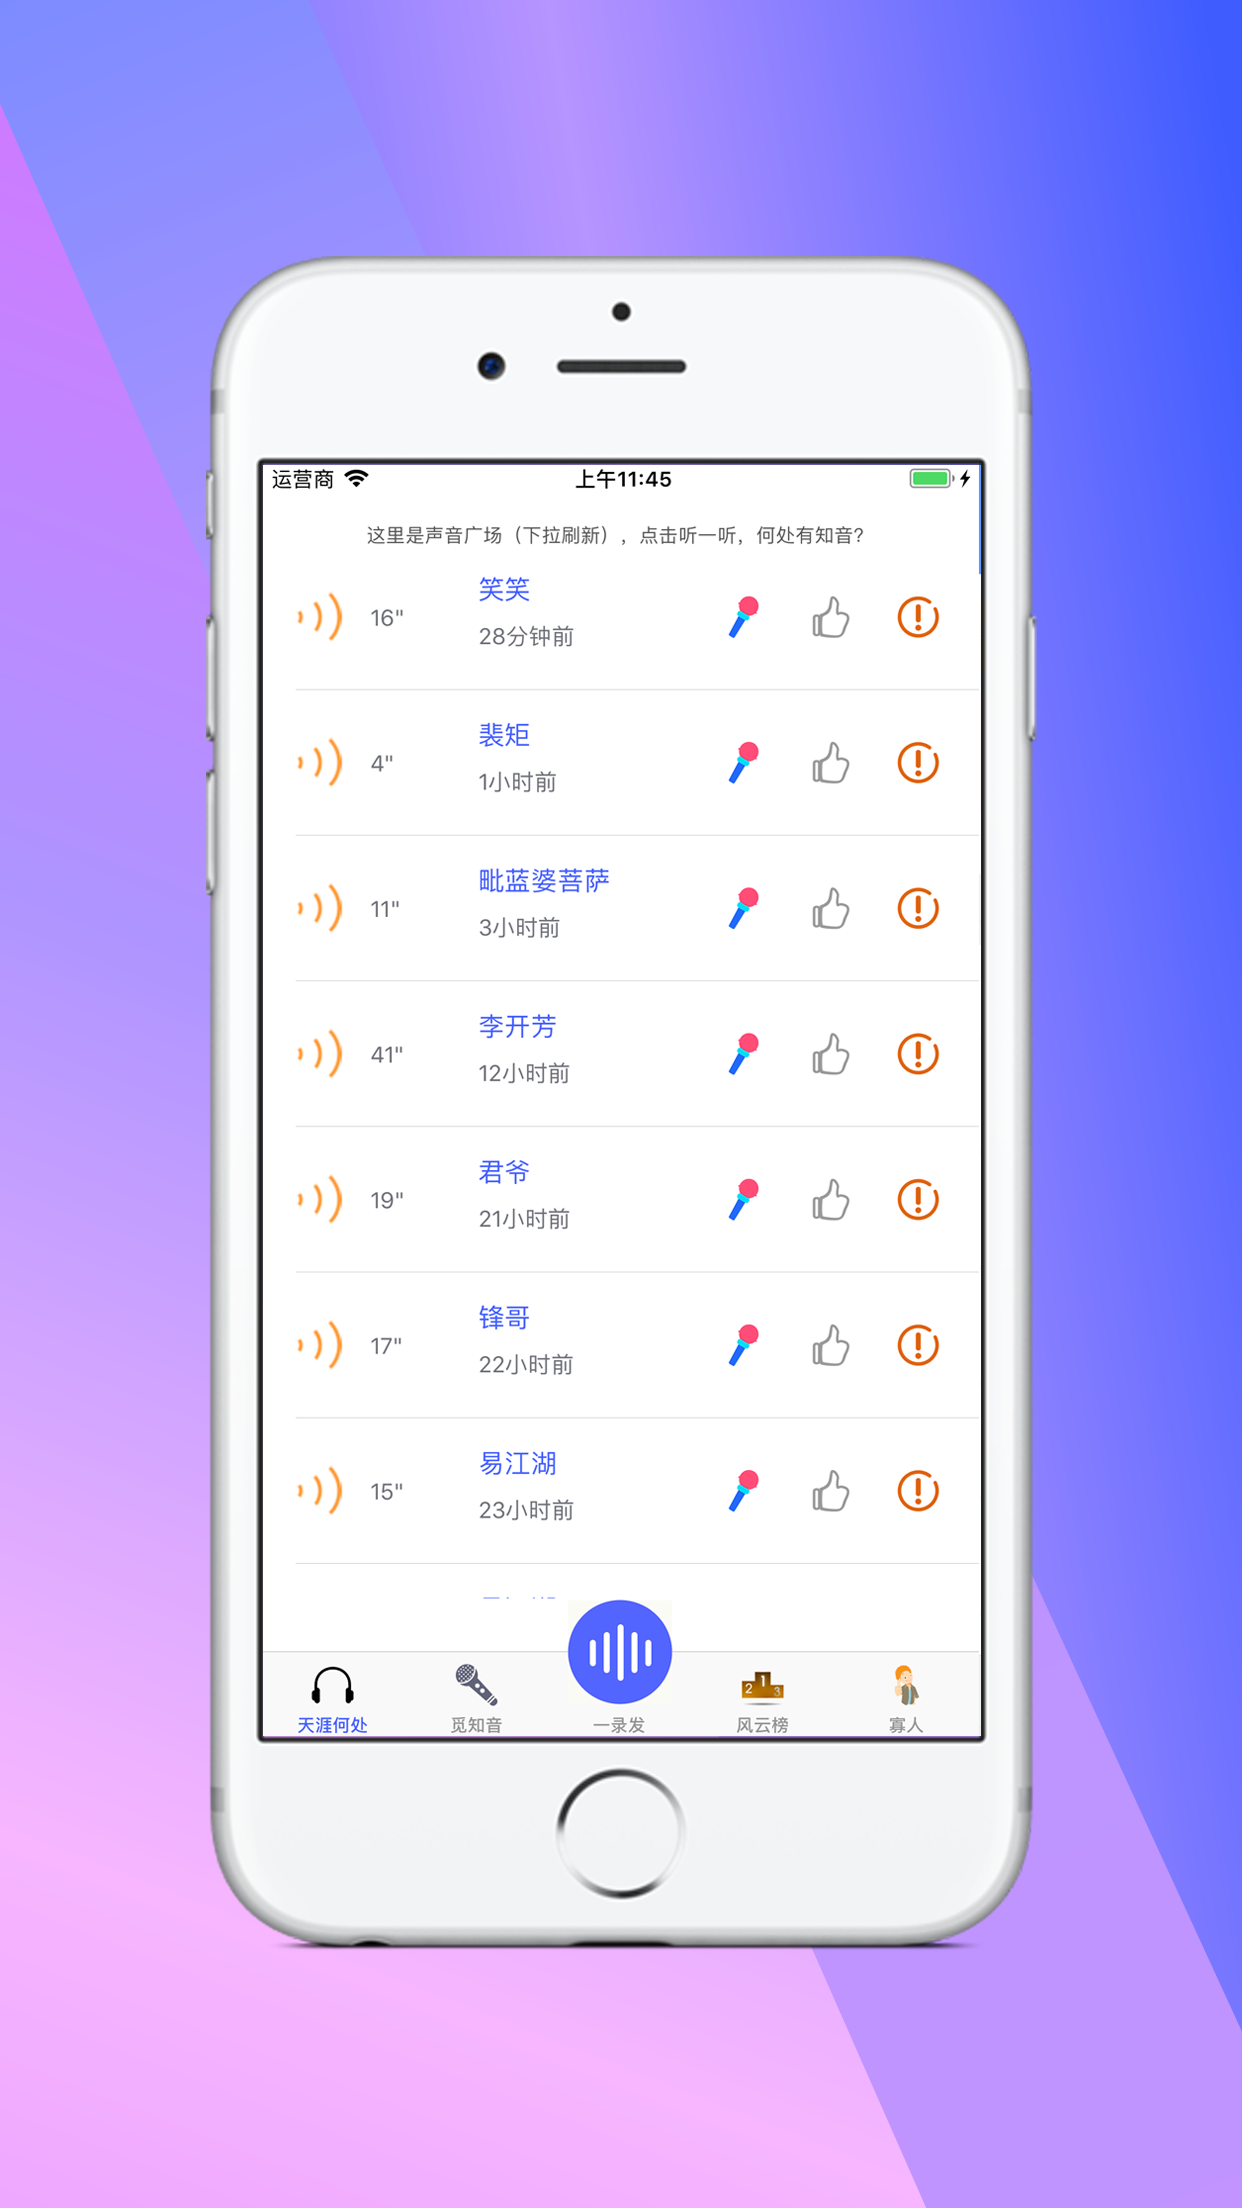 运营商 上午11:45
这里是声音广场（下拉刷新），点击听一听，何处有知音？
笑笑
16" 28分钟前
裴矩
4" 1小时前
毗蓝婆菩萨
11" 3小时前
李开芳
41" 12小时前
君爷
19" 21小时前
锋哥
17" 22小时前
易江湖
15" 23小时前
2 1 3
天涯何处 觅知音 一录发 风云榜 寡人